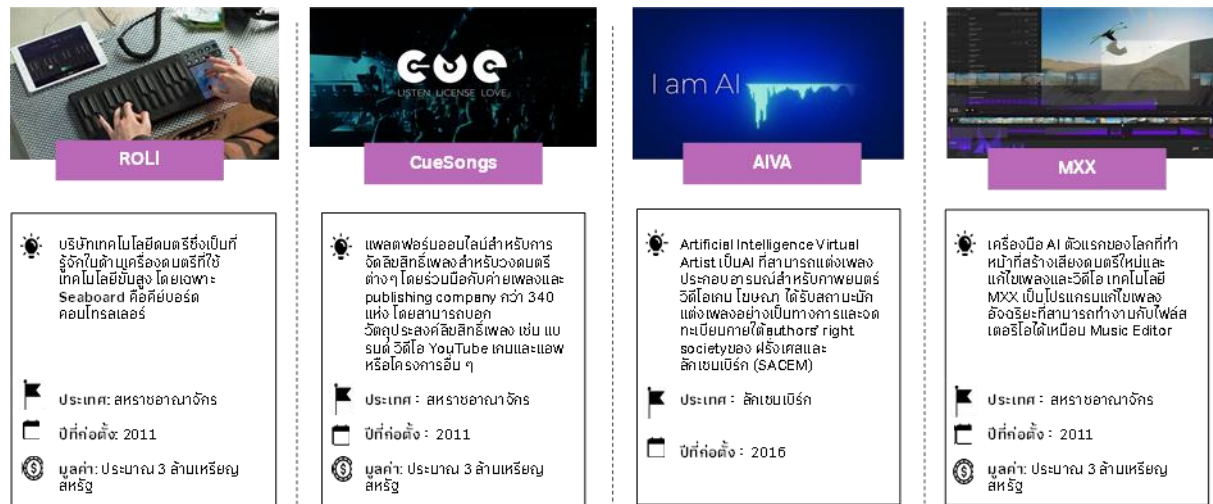 CUE
LISTEN LICENSE LOVE
I am AI
ROLI
CueSongs
AIVA
MXX
บริษัทเทคโนโลยีดนตรีซึ่งเป็นที่
รู้จักในด้านเครื่องดนตรีที่ใช้
เทคโนโลยีขั้นสูง โดยเฉพาะ
Seaboard คือคีย์บอร์ด
คอนโทรลเลอร์
ประเทศ: สหราชอาณาจักร
ปีที่ก่อตั้ง: 2011
มูลค่า: ประมาณ 3 ล้านเหรียญ
สหรัฐ
แพลตฟอร์มออนไลน์สำหรับการ
จัดลิขสิทธิ์เพลงสำหรับวงดนตรี
ต่างๆ โดยร่วมมือกับค่ายเพลงและ
publishing company กว่า 340
แห่ง โดยสามารถบอก
วัตถุประสงค์ลิขสิทธิ์เพลง เช่น แบ
รนด์ วิดีโอ YouTube เกมและแอพ
หรือโครงการอื่น ๆ
ประเทศ : สหราชอาณาจักร
ปีที่ก่อตั้ง : 2011
มูลค่า: ประมาณ 3 ล้านเหรียญ
สหรัฐ
Artificial Intelligence Virtual
Artist เป็นAI ที่สามารถแต่งเพลง
ประกอบอารมณ์สำหรับภาพยนตร์
วิดีโอเกม โฆษณา ได้รับสถานะนัก
แต่งเพลงอย่างเป็นทางการและจด
ทะเบียนภายใต้authors' right
societyของ ฝรั่งเศสและ
ลักเซมเบิร์ก (SACEM)
ประเทศ : ลักเซมเบิร์ก
ปีที่ก่อตั้ง : 2016
เครื่องมือ AI ตัวแรกของโลกที่ทำ
หน้าที่สร้างเสียงดนตรีใหม่และ
แก้ไขเพลงและวิดีโอ เทคโนโลยี
MXX เป็นโปรแกรมแก้ไขเพลง
อัจฉริยะที่สามารถทำงานกับไฟล์ส
เตอริโอได้เหมือน Music Editor
ประเทศ : สหราชอาณาจักร
ปีที่ก่อตั้ง : 2011
มูลค่า: ประมาณ 3 ล้านเหรียญ
สหรัฐ